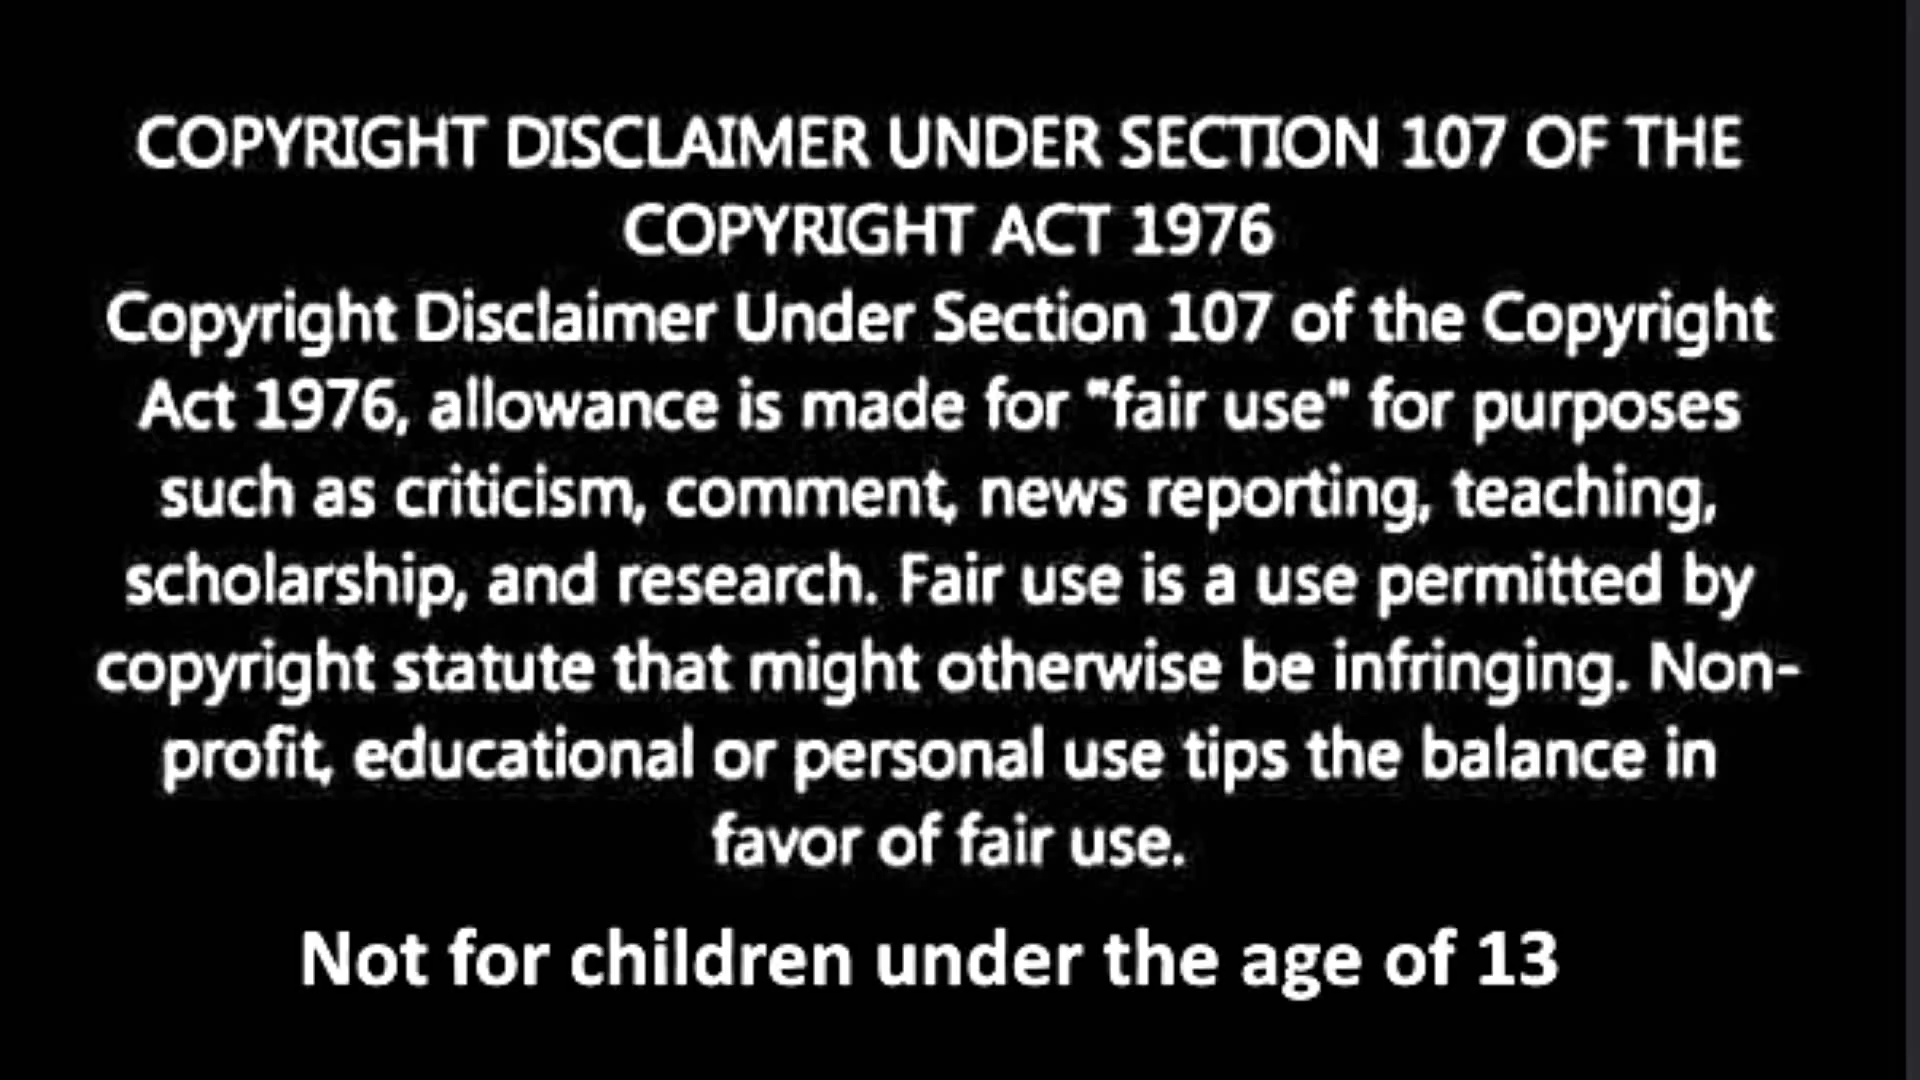 COPYRIGHT DISCLAIMER UNDER SECTION 107 OF THE
COPYRIGHT ACT 1976
Copyright Disclaimer Under Section 107 of the Copyright
Act 1976, allowance is made for "fair use" for purposes
such as criticism, comment, news reporting, teaching,
scholarship, and research. Fair use is a use permitted by
copyright statute that might otherwise be infringing. Non-
profit, educational or personal use tips the balance in
favor of fair use.
Not for children under the age of 13